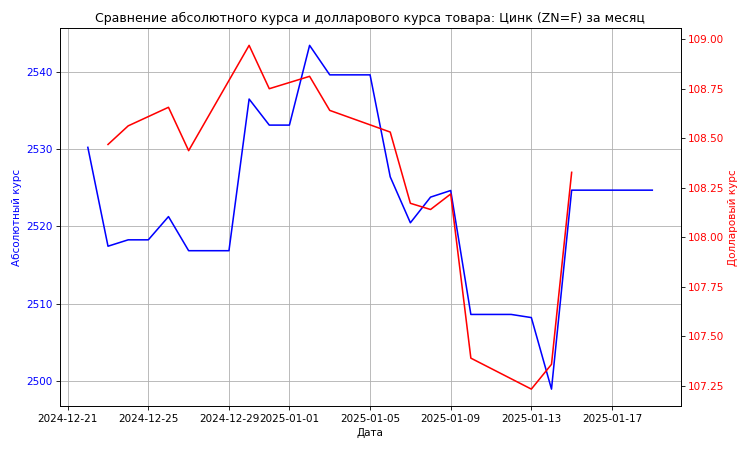 Сравнение абсолютного курса и долларового курса товара: Цинк (ZN=F) за месяц
Абсолютный курс
2540
2530
2520
2510
2500
109.00
108.75
108.50
108.25
108.00
107.75
107.50
107.25
Долларовый курс
2024-12-21 2024-12-25 2024-12-29 2025-01-01 2025-01-05 2025-01-09 2025-01-13 2025-01-17
Дата